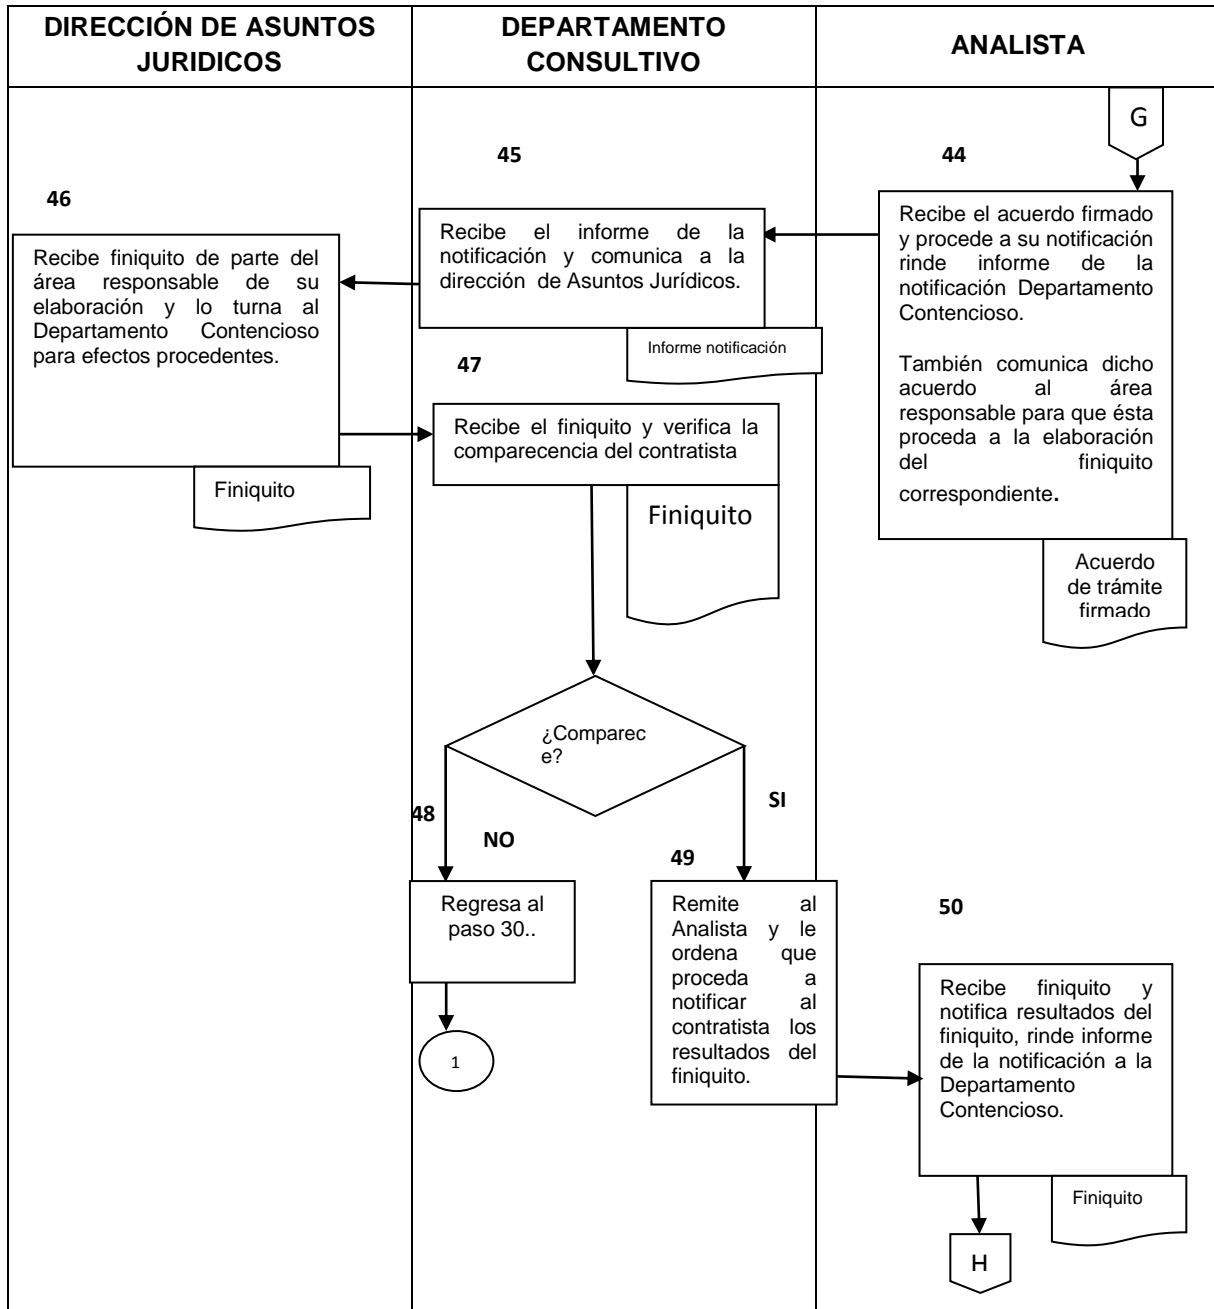 DIRECCIÓN DE ASUNTOS
JURIDICOS
DEPARTAMENTO
CONSULTIVO
ANALISTA
G
44
Recibe el acuerdo firmado
y procede a su notificación
rinde informe de la
notificación Departamento
Contencioso.
También comunica dicho
acuerdo al área
responsable para que ésta
proceda a la elaboración
del finiquito
correspondiente.
Acuerdo
de trámite
firmado
45
Recibe el informe de la
notificación y comunica a la
dirección de Asuntos Jurídicos.
Informe notificación
46
Recibe finiquito de parte del
área responsable de su
elaboración y lo turna al
Departamento Contencioso
para efectos procedentes.
Finiquito
47
Recibe el finiquito y verifica la
comparecencia del contratista
Finiquito
¿Comparec
e?
48
NO
SI
Regresa al
paso 30..
1
49
Remite al
Analista y le
ordena que
proceda a
notificar al
contratista los
resultados del
finiquito.
50
Recibe finiquito y
notifica resultados del
finiquito, rinde informe
de la notificación a la
Departamento
Contencioso.
Finiquito
H